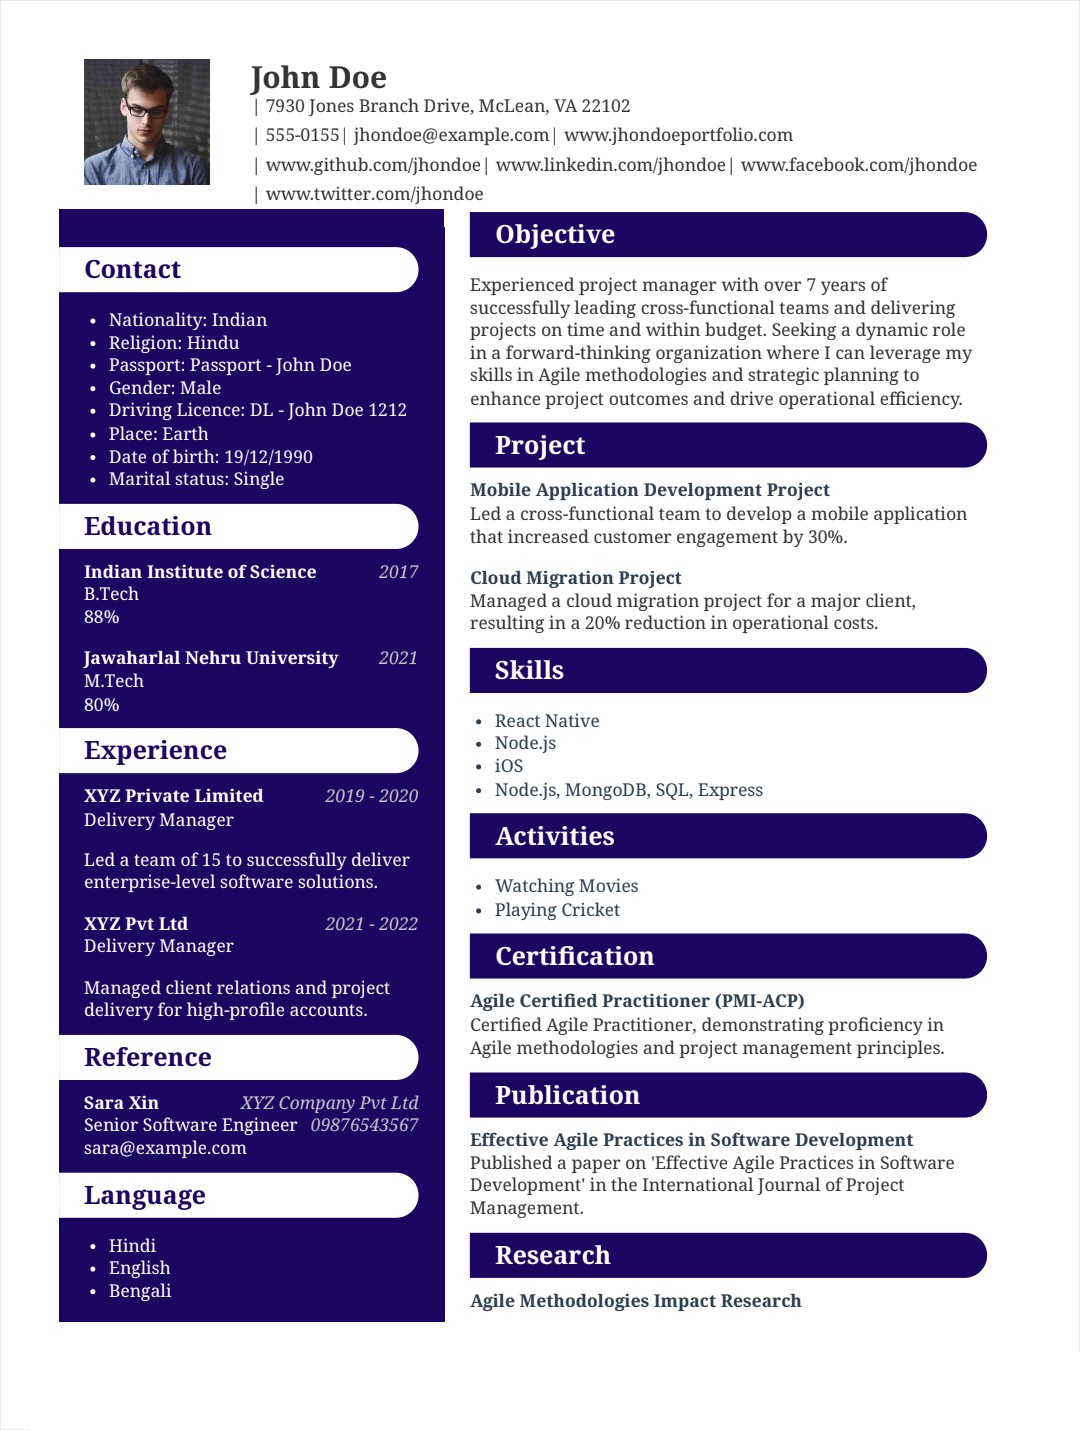 John Doe
| 7930 Jones Branch Drive, McLean, VA 22102
| 555-0155| jhondoe@example.com| www.jhondoeportfolio.com
| www.github.com/jhondoe| www.linkedin.com/jhondoe| www.facebook.com/jhondoe
| www.twitter.com/jhondoe
Contact
• Nationality: Indian
• Religion: Hindu
• Passport: Passport - John Doe
• Gender: Male
• Driving Licence: DL - John Doe 1212
• Place: Earth
• Date of birth: 19/12/1990
• Marital status: Single
Education
Indian Institute of Science 2017
B.Tech
88%
Jawaharlal Nehru University 2021
M.Tech
80%
Experience
XYZ Private Limited 2019 - 2020
Delivery Manager
Led a team of 15 to successfully deliver
enterprise-level software solutions.
XYZ Pvt Ltd 2021 - 2022
Delivery Manager
Managed client relations and project
delivery for high-profile accounts.
Reference
Sara Xin XYZ Company Pvt Ltd
Senior Software Engineer 09876543567
sara@example.com
Language
• Hindi
• English
• Bengali
Objective
Experienced project manager with over 7 years of
successfully leading cross-functional teams and delivering
projects on time and within budget. Seeking a dynamic role
in a forward-thinking organization where I can leverage my
skills in Agile methodologies and strategic planning to
enhance project outcomes and drive operational efficiency.
Project
Mobile Application Development Project
Led a cross-functional team to develop a mobile application
that increased customer engagement by 30%.
Cloud Migration Project
Managed a cloud migration project for a major client,
resulting in a 20% reduction in operational costs.
Skills
• React Native
• Node.js
• iOS
• Node.js, MongoDB, SQL, Express
Activities
• Watching Movies
• Playing Cricket
Certification
Agile Certified Practitioner (PMI-ACP)
Certified Agile Practitioner, demonstrating proficiency in
Agile methodologies and project management principles.
Publication
Effective Agile Practices in Software Development
Published a paper on 'Effective Agile Practices in Software
Development' in the International Journal of Project
Management.
Research
Agile Methodologies Impact Research